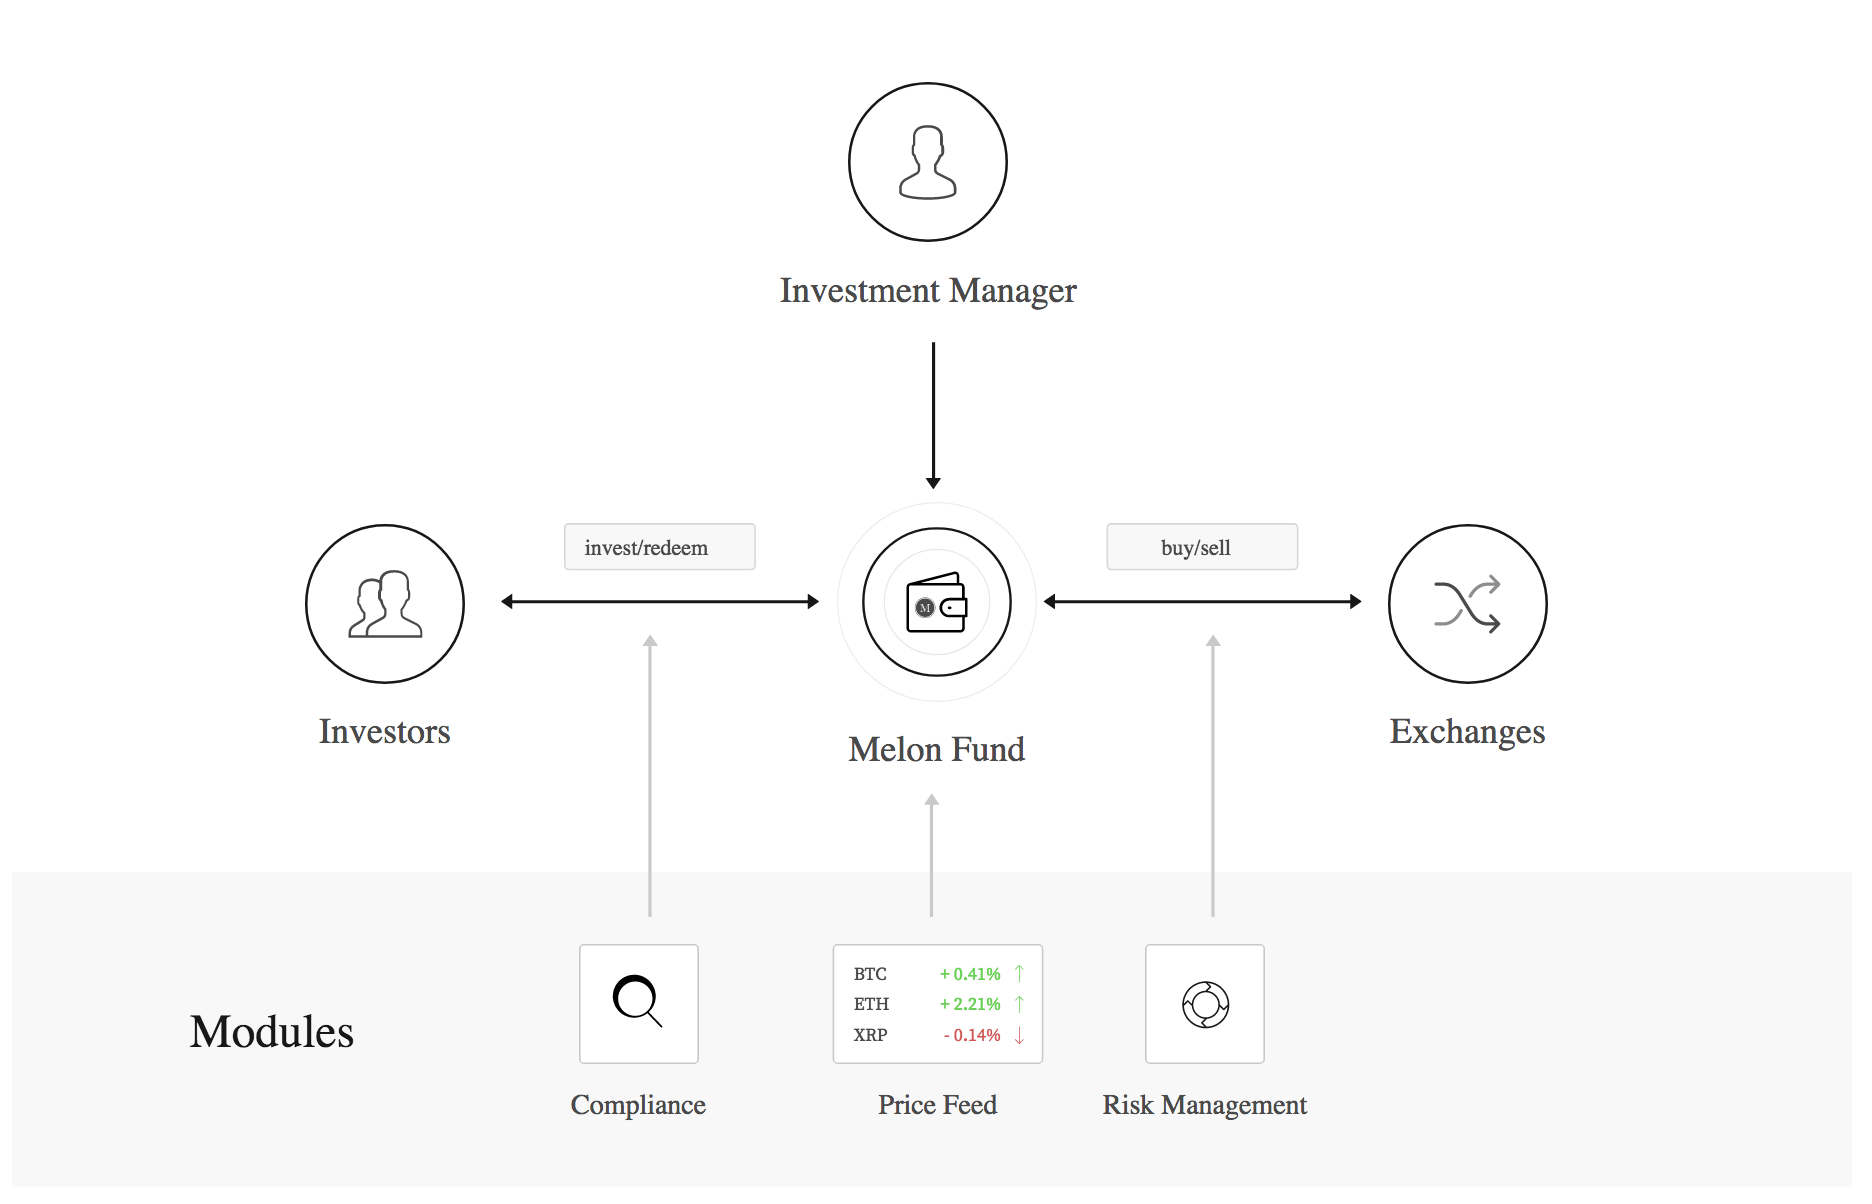 Investment Manager
invest/redeem
buy/sell
M
Investors
Melon Fund
Exchanges
Modules
BTC + 0.41% ↑
ETH + 2.21% ↑
XRP - 0.14% ↓
Compliance
Price Feed
Risk Management